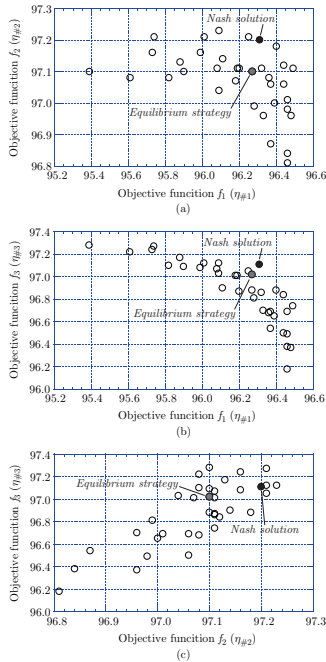 97.3
Nash solution
97.2
97.1
97.0
Equilibrium strategy
96.9
96.8
95.2 95.4 95.6 95.8 96.0 96.2 96.4 96.6
Objective function f2 (η#2)
Objective funcition f1 (η#1)
(a)
97.4
Nash solution
97.2
97.0
96.8
Equilibrium strategy
96.6
96.4
96.2
96.0
95.2 95.4 95.6 95.8 96.0 96.2 96.4 96.6
Objective function f3 (η#3)
Objective funcition f1 (η#1)
(b)
97.4
97.2
Equilibrium strategy
97.0
96.8
Nash solution
96.6
96.4
96.2
96.0
96.8 96.9 97.0 97.1 97.2 97.3
Objective function f3 (η#3)
Objective funcition f2 (η#2)
(c)